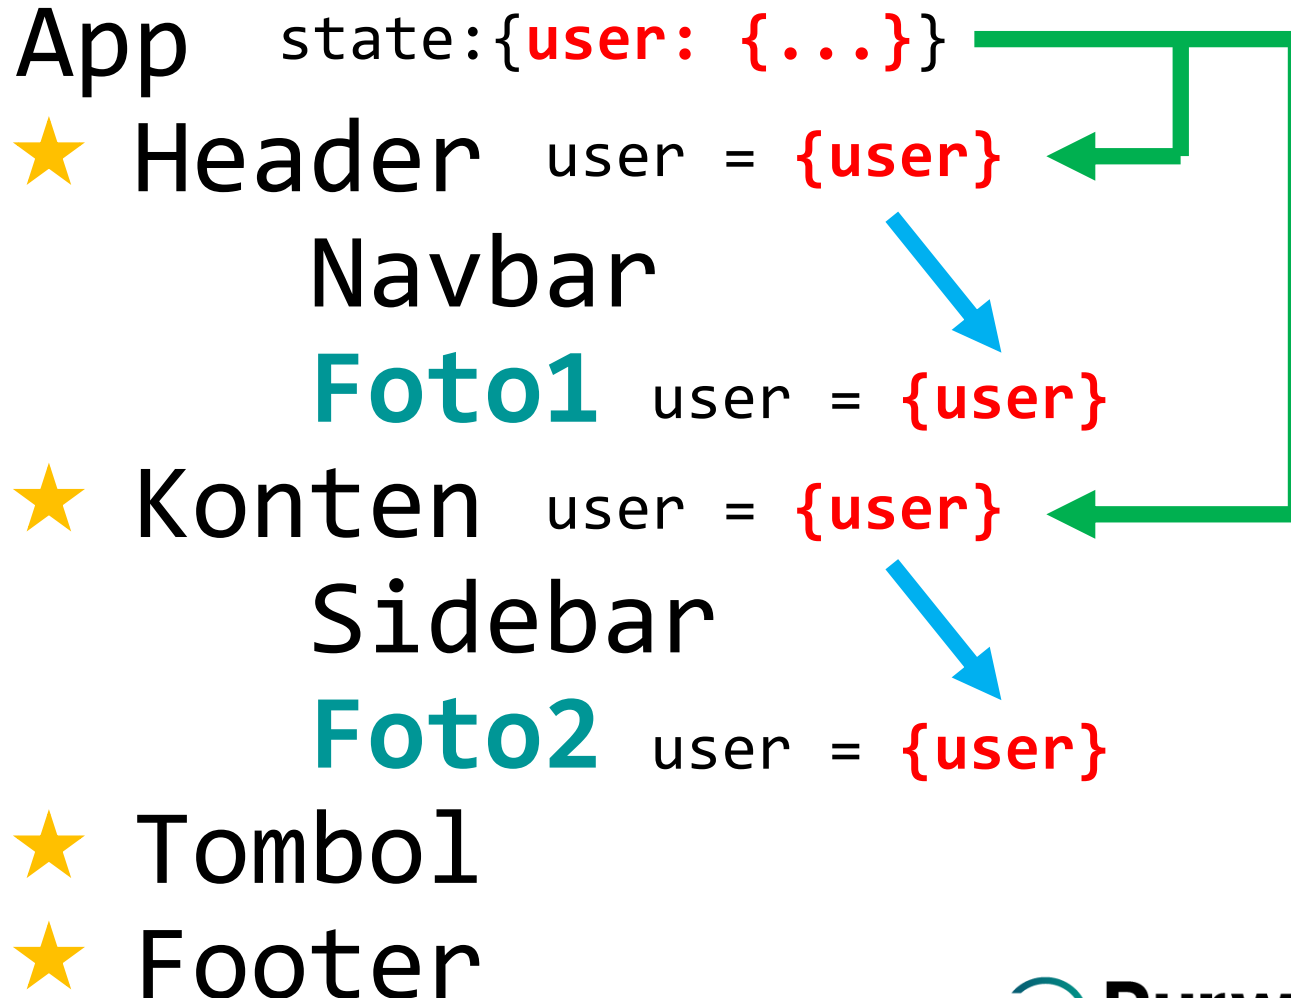 App state:{user: {...}}
★ Header user = {user}
Navbar
Foto1 user = {user}
★ Konten user = {user}
Sidebar
Foto2 user = {user}
★ Tombol
★ Footer